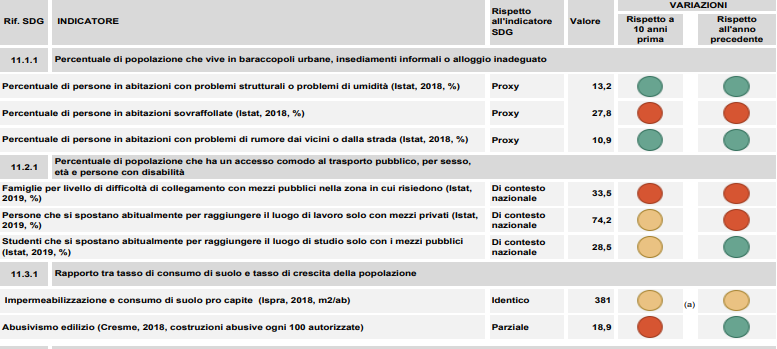 Rif. SDG INDICATORE Rispetto all'indicatore SDG Valore VARIAZIONI
Rispetto a 10 anni prima Rispetto all'anno precedente
11.1.1 Percentuale di popolazione che vive in baraccopoli urbane, insediamenti informali o alloggio inadeguato
Percentuale di persone in abitazioni con problemi strutturali o problemi di umidità (Istat, 2018, %) Proxy 13,2
Percentuale di persone in abitazioni sovraffollate (Istat, 2018, %) Proxy 27,8
Percentuale di persone in abitazioni con problemi di rumore dai vicini o dalla strada (Istat, 2018, %) Proxy 10,9
11.2.1 Percentuale di popolazione che ha un accesso comodo al trasporto pubblico, per sesso,
età e persone con disabilità
Famiglie per livello di difficoltà di collegamento con mezzi pubblici nella zona in cui risiedono (Istat,
2019, %) Di contesto nazionale 33,5
Persone che si spostano abitualmente per raggiungere il luogo di lavoro solo con mezzi privati (Istat,
2019, %) Di contesto nazionale 74,2
Studenti che si spostano abitualmente per raggiungere il luogo di studio solo con i mezzi pubblici
(Istat, 2019, %) Di contesto nazionale 28,5
11.3.1 Rapporto tra tasso di consumo di suolo e tasso di crescita della popolazione
Impermeabilizzazione e consumo di suolo pro capite (Ispra, 2018, m2/ab) Identico 381 (a)
Abusivismo edilizio (Cresme, 2018, costruzioni abusive ogni 100 autorizzate) Parziale 18,9